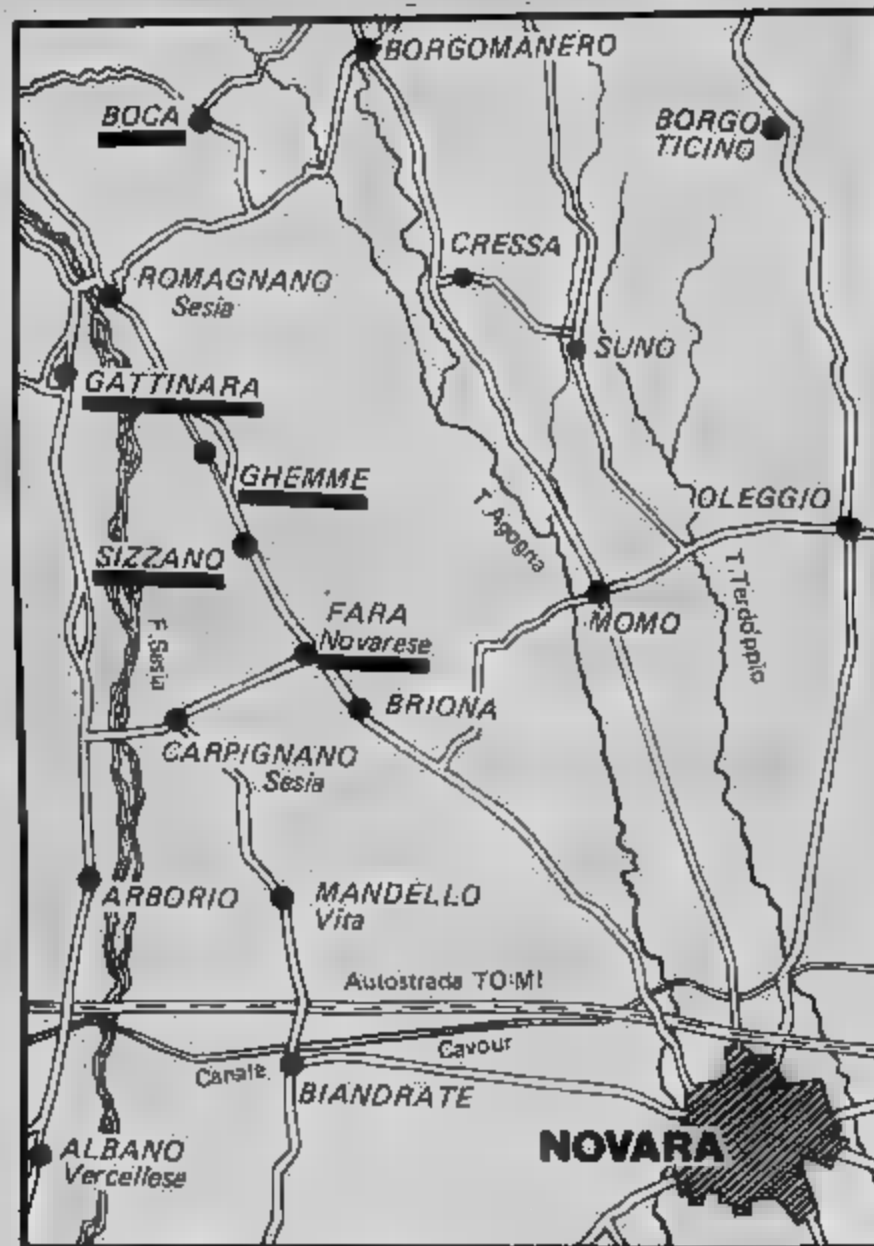 BORGOMANERO
BOCA
BORGO
TICINO
CRESSA
ROMAGNANO
Sesia
SUNO
GATTINARA
GHEMME
OLEGGIO
T. Agogna
SIZZANO
FARA
Novarese
MOMO
T. Terdoppio
F. Sesia
BRIONA
CARPIGNANO
Sesia
ARBORIO
MANDELLO
Vita
Autostrada TO-MI
Canale Cavour
BIANDRATE
NOVARA
ALBANO
Vercellese